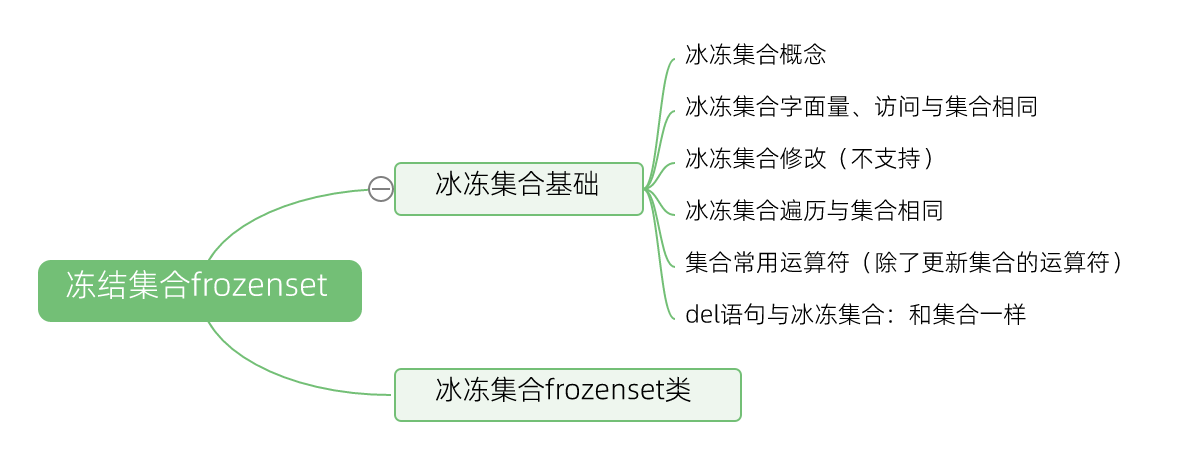 冻结集合frozenset
冰冻集合基础
冰冻集合概念
冰冻集合字面量、访问与集合相同
冰冻集合修改（不支持）
冰冻集合遍历与集合相同
集合常用运算符（除了更新集合的运算符）
del语句与冰冻集合：和集合一样
冰冻集合frozenset类